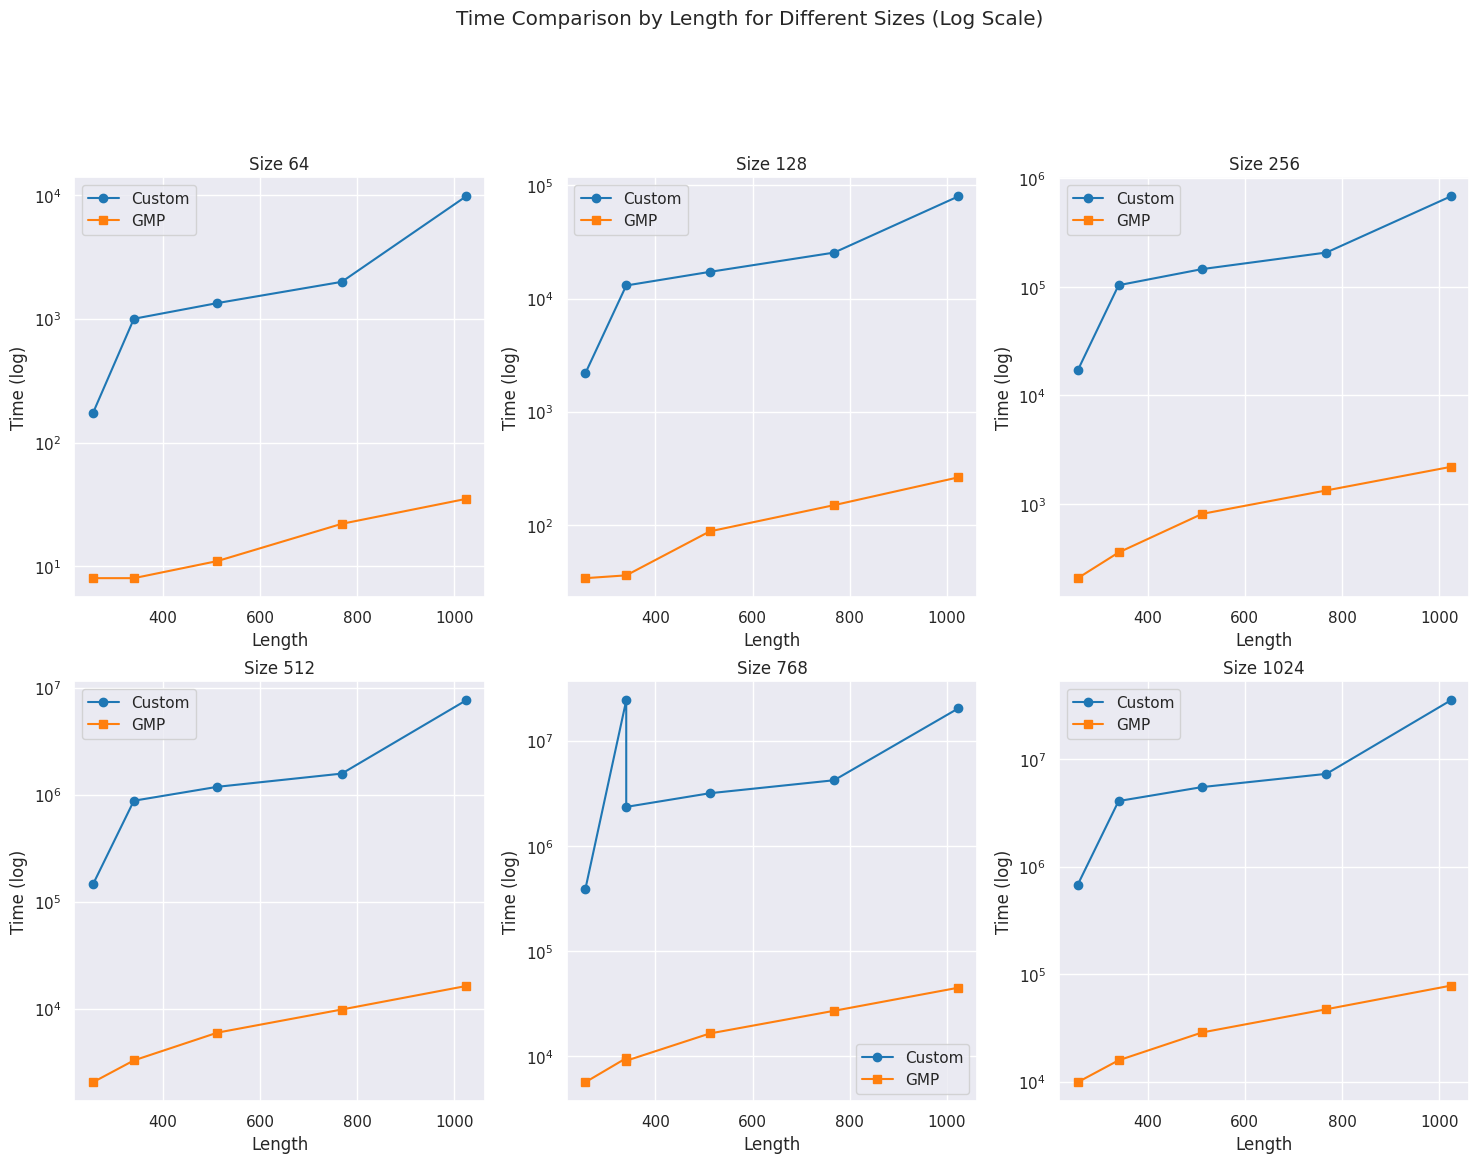 Time Comparison by Length for Different Sizes (Log Scale)
Size 64
Custom
GMP
10^4
10^3
10^2
10^1
Time (log)
400 600 800 1000
Length
Size 128
Custom
GMP
10^5
10^4
10^3
10^2
Time (log)
400 600 800 1000
Length
Size 256
Custom
GMP
10^6
10^5
10^4
10^3
Time (log)
400 600 800 1000
Length
Size 512
Custom
GMP
10^7
10^6
10^5
10^4
Time (log)
400 600 800 1000
Length
Size 768
10^7
10^6
10^5
10^4
Time (log)
Custom
GMP
400 600 800 1000
Length
Size 1024
Custom
GMP
10^7
10^6
10^5
10^4
Time (log)
400 600 800 1000
Length